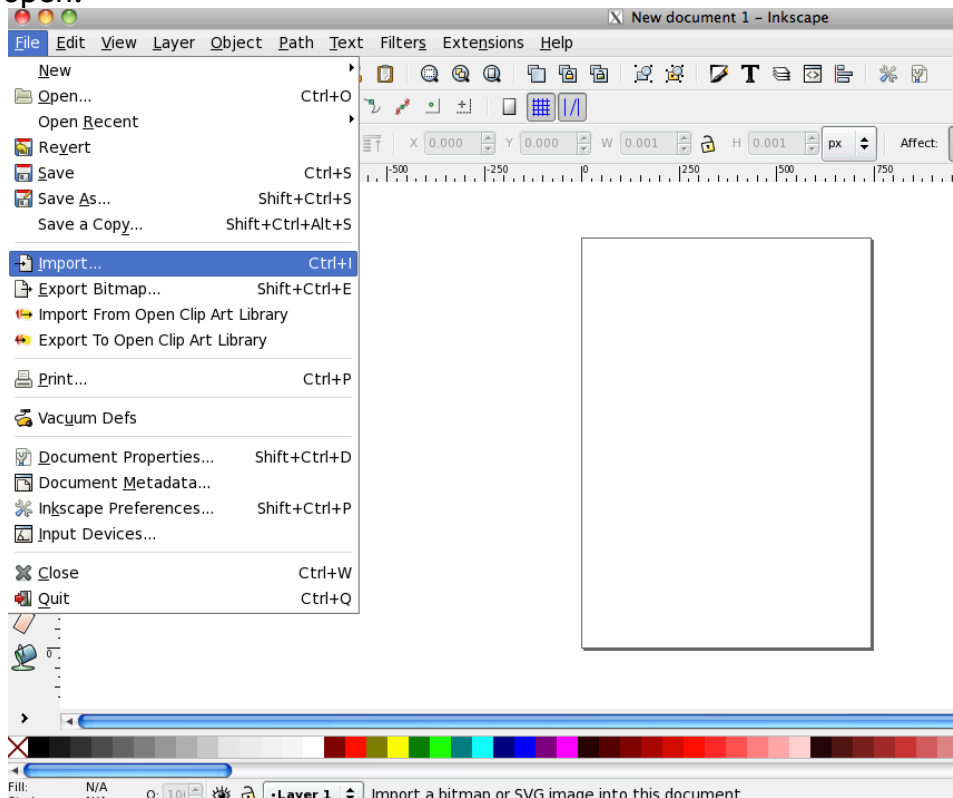 open.
New document 1 – Inkscape
File Edit View Layer Object Path Text Filters Extensions Help
New
Open... Ctrl+O
Open Recent
Revert
Save Ctrl+S
Save As... Shift+Ctrl+S
Save a Copy... Shift+Ctrl+Alt+S
Import... Ctrl+I
Export Bitmap... Shift+Ctrl+E
Import From Open Clip Art Library
Export To Open Clip Art Library
Print... Ctrl+P
Vacuum Defs
Document Properties... Shift+Ctrl+D
Document Metadata...
Inkscape Preferences... Shift+Ctrl+P
Input Devices...
Close Ctrl+W
Quit Ctrl+Q
X 0.000 Y 0.000 W 0.001 H 0.001 px Affect:
-500 -250 0 250 500 750
0
Fill: N/A
O: Layer 1 Import a bitmap or SVG image into this document